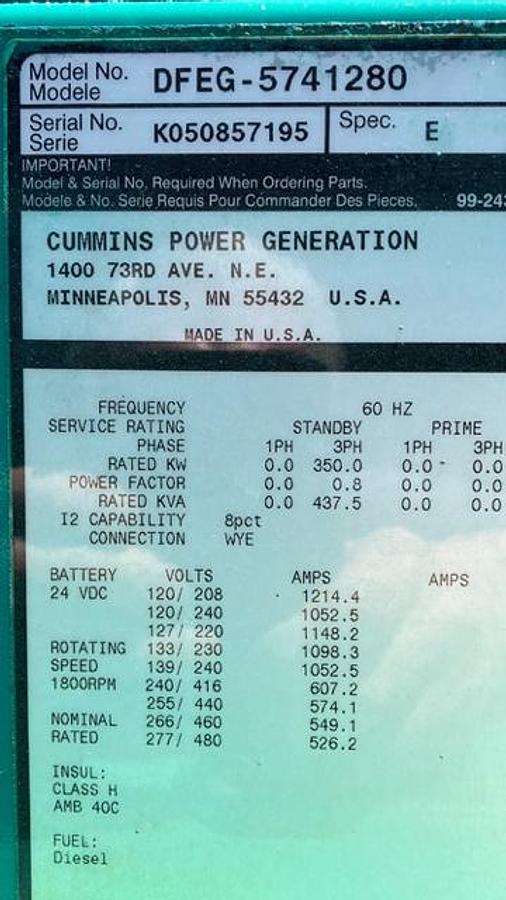 Model No.
Modele
DFEG-5741280
Serial No.
Serie
K050857195
Spec.
E
IMPORTANT!
Model & Serial No. Required When Ordering Parts.
Modele & No. Serie Requis Pour Commander Des Pieces. 99-243
CUMMINS POWER GENERATION
1400 73RD AVE. N.E.
MINNEAPOLIS, MN 55432 U.S.A.
MADE IN U.S.A.
FREQUENCY 60 HZ
SERVICE RATING STANDBY PRIME
PHASE 1PH 3PH 1PH 3PH
RATED KW 0.0 350.0 0.0 0.0
POWER FACTOR 0.0 0.8 0.0 0.0
RATED KVA 0.0 437.5 0.0 0.0
I2 CAPABILITY 8pct
CONNECTION WYE
BATTERY VOLTS AMPS AMPS
24 VDC 120/ 208 1214.4
120/ 240 1052.5
127/ 220 1148.2
ROTATING 133/ 230 1098.3
SPEED 139/ 240 1052.5
1800RPM 240/ 416 607.2
255/ 440 574.1
NOMINAL 266/ 460 549.1
RATED 277/ 480 526.2
INSUL:
CLASS H
AMB 40C
FUEL:
Diesel